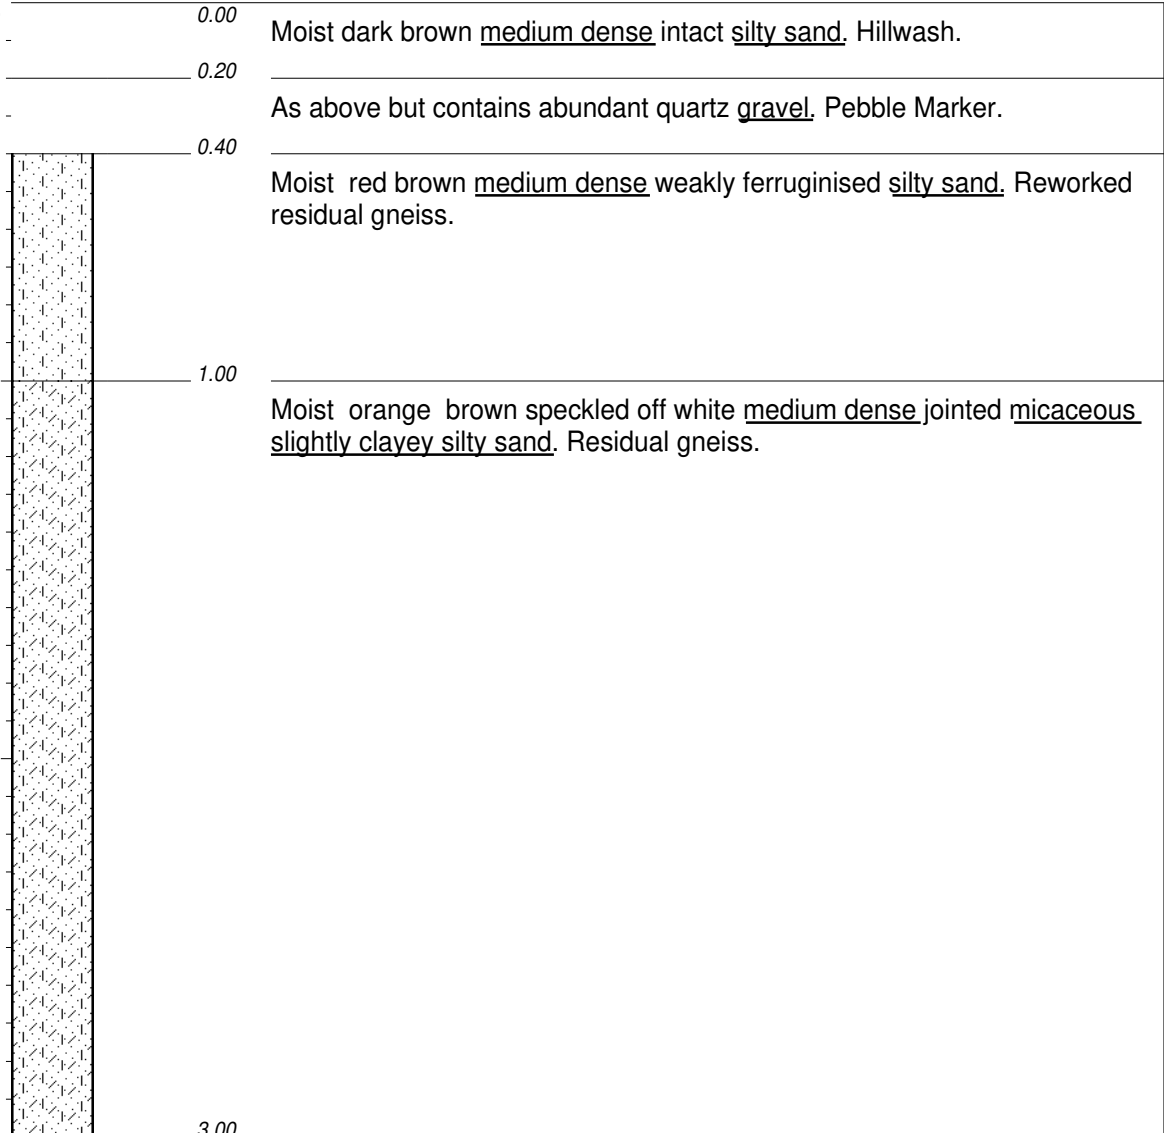 0.00
Moist dark brown medium dense intact silty sand. Hillwash.
0.20
As above but contains abundant quartz gravel. Pebble Marker.
0.40
Moist  red brown medium dense weakly ferruginised silty sand. Reworked
residual gneiss.
1.00
Moist  orange  brown speckled off white medium dense jointed micaceous
slightly clayey silty sand. Residual gneiss.
3.00